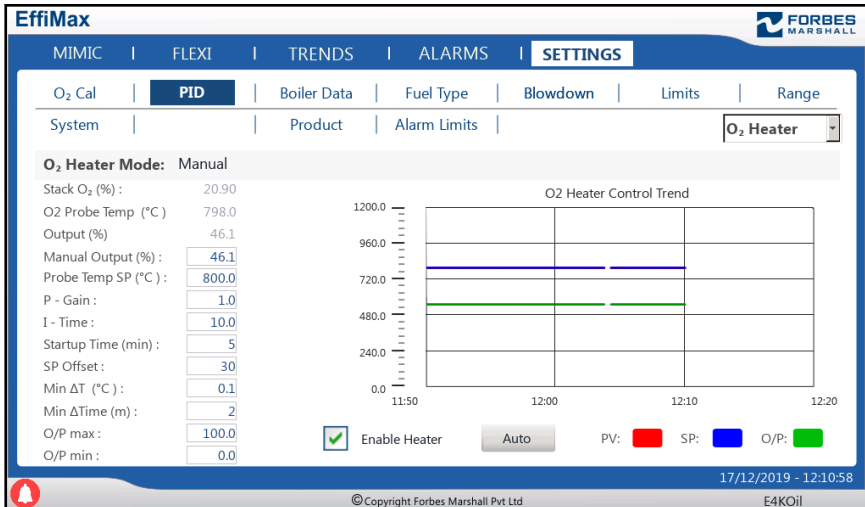 EffiMax
FORBES
MARSHALL
MIMIC | FLEXI | TRENDS | ALARMS | SETTINGS
O₂ Cal | PID | Boiler Data | Fuel Type | Blowdown | Limits | Range
System | | Product | Alarm Limits |
O₂ Heater
O₂ Heater Mode: Manual
Stack O₂ (%) : 20.90
O2 Probe Temp (°C ) 798.0
Output (%) 46.1
Manual Output (%) : 46.1
Probe Temp SP (°C ) : 800.0
P - Gain : 1.0
I - Time : 10.0
Startup Time (min) : 5
SP Offset : 30
Min ΔT (°C ) : 0.1
Min ΔTime (m) : 2
O/P max : 100.0
O/P min : 0.0
O2 Heater Control Trend
1200.0
960.0
720.0
480.0
240.0
0.0
11:50 12:00 12:10 12:20
Enable Heater Auto PV: SP: O/P:
17/12/2019 - 12:10:58
© Copyright Forbes Marshall Pvt Ltd
E4KOil